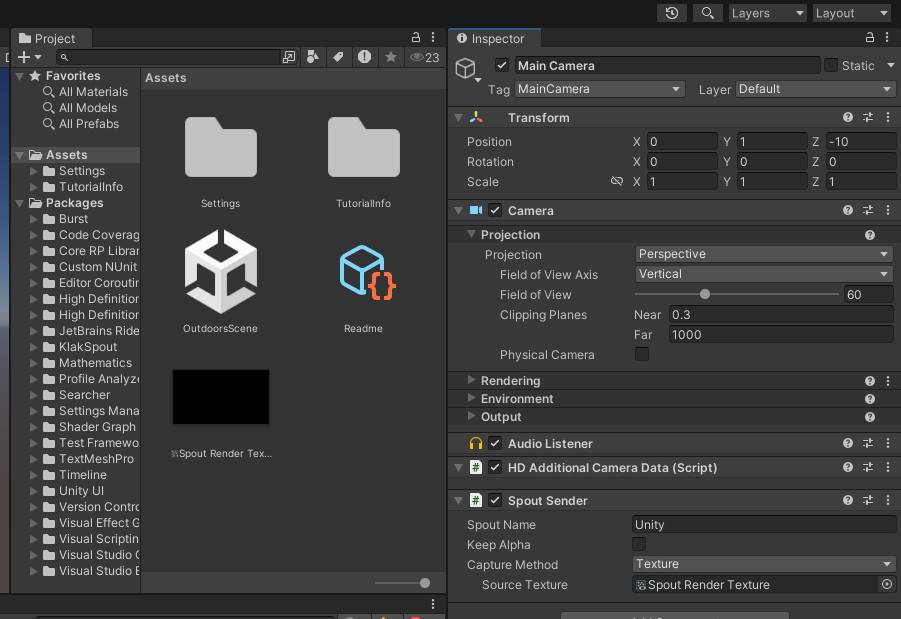 Layers
Layout
Project
23
Favorites
All Materials
All Models
All Prefabs
Assets
Settings
TutorialInfo
Packages
Burst
Code Coverag
Core RP Librar
Custom NUnit
Editor Coroutin
High Definition
High Definition
JetBrains Ride
KlakSpout
Mathematics
Profile Analyze
Searcher
Settings Mana
Shader Graph
Test Framewo
TextMeshPro
Timeline
Unity UI
Version Contro
Visual Effect G
Visual Scriptin
Visual Studio C
Visual Studio E
Assets
Settings
TutorialInfo
OutdoorsScene
Readme
Spout Render Tex...
Inspector
Main Camera
Static
Tag MainCamera Layer Default
Transform
Position X 0 Y 1 Z -10
Rotation X 0 Y 0 Z 0
Scale X 1 Y 1 Z 1
Camera
Projection
Projection Perspective
Field of View Axis Vertical
Field of View 60
Clipping Planes Near 0.3
Far 1000
Physical Camera
Rendering
Environment
Output
Audio Listener
# HD Additional Camera Data (Script)
# Spout Sender
Spout Name Unity
Keep Alpha
Capture Method Texture
Source Texture Spout Render Texture